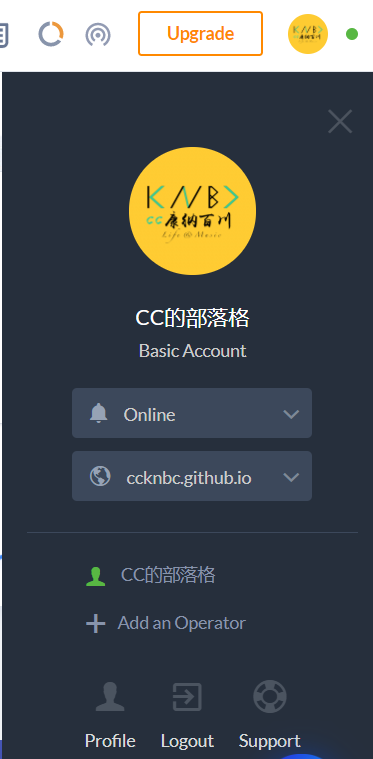 Upgrade
KNB
CC康纳百川
Life @ Music
CC的部落格
Basic Account
Online
ccknbc.github.io
CC的部落格
Add an Operator
Profile
Logout
Support